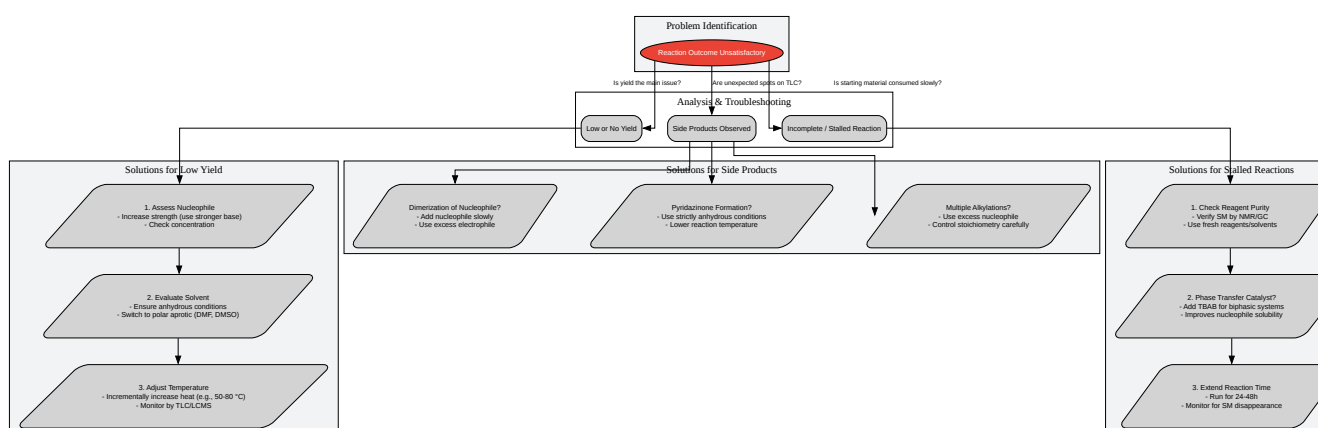 Problem Identification
Reaction Outcome Unsatisfactory
Is yield the main issue?
Are unexpected spots on TLC?
Is starting material consumed slowly?
Analysis & Troubleshooting
Low or No Yield
Side Products Observed
Incomplete / Stalled Reaction
Solutions for Low Yield
1. Assess Nucleophile
- Increase strength (use stronger base)
- Check concentration
2. Evaluate Solvent
- Ensure anhydrous conditions
- Switch to polar aprotic (DMF, DMSO)
3. Adjust Temperature
- Incrementally increase heat (e.g., 50-80 °C)
- Monitor by TLC/LCMS
Solutions for Side Products
Dimerization of Nucleophile?
- Add nucleophile slowly
- Use excess electrophile
Pyridazinone Formation?
- Use strictly anhydrous conditions
- Lower reaction temperature
Multiple Alkylations?
- Use excess nucleophile
- Control stoichiometry carefully
Solutions for Stalled Reactions
1. Check Reagent Purity
- Verify SM by NMR/GC
- Use fresh reagents/solvents
2. Phase Transfer Catalyst?
- Add TBAB for biphasic systems
- Improves nucleophile solubility
3. Extend Reaction Time
- Run for 24-48h
- Monitor for SM disappearance